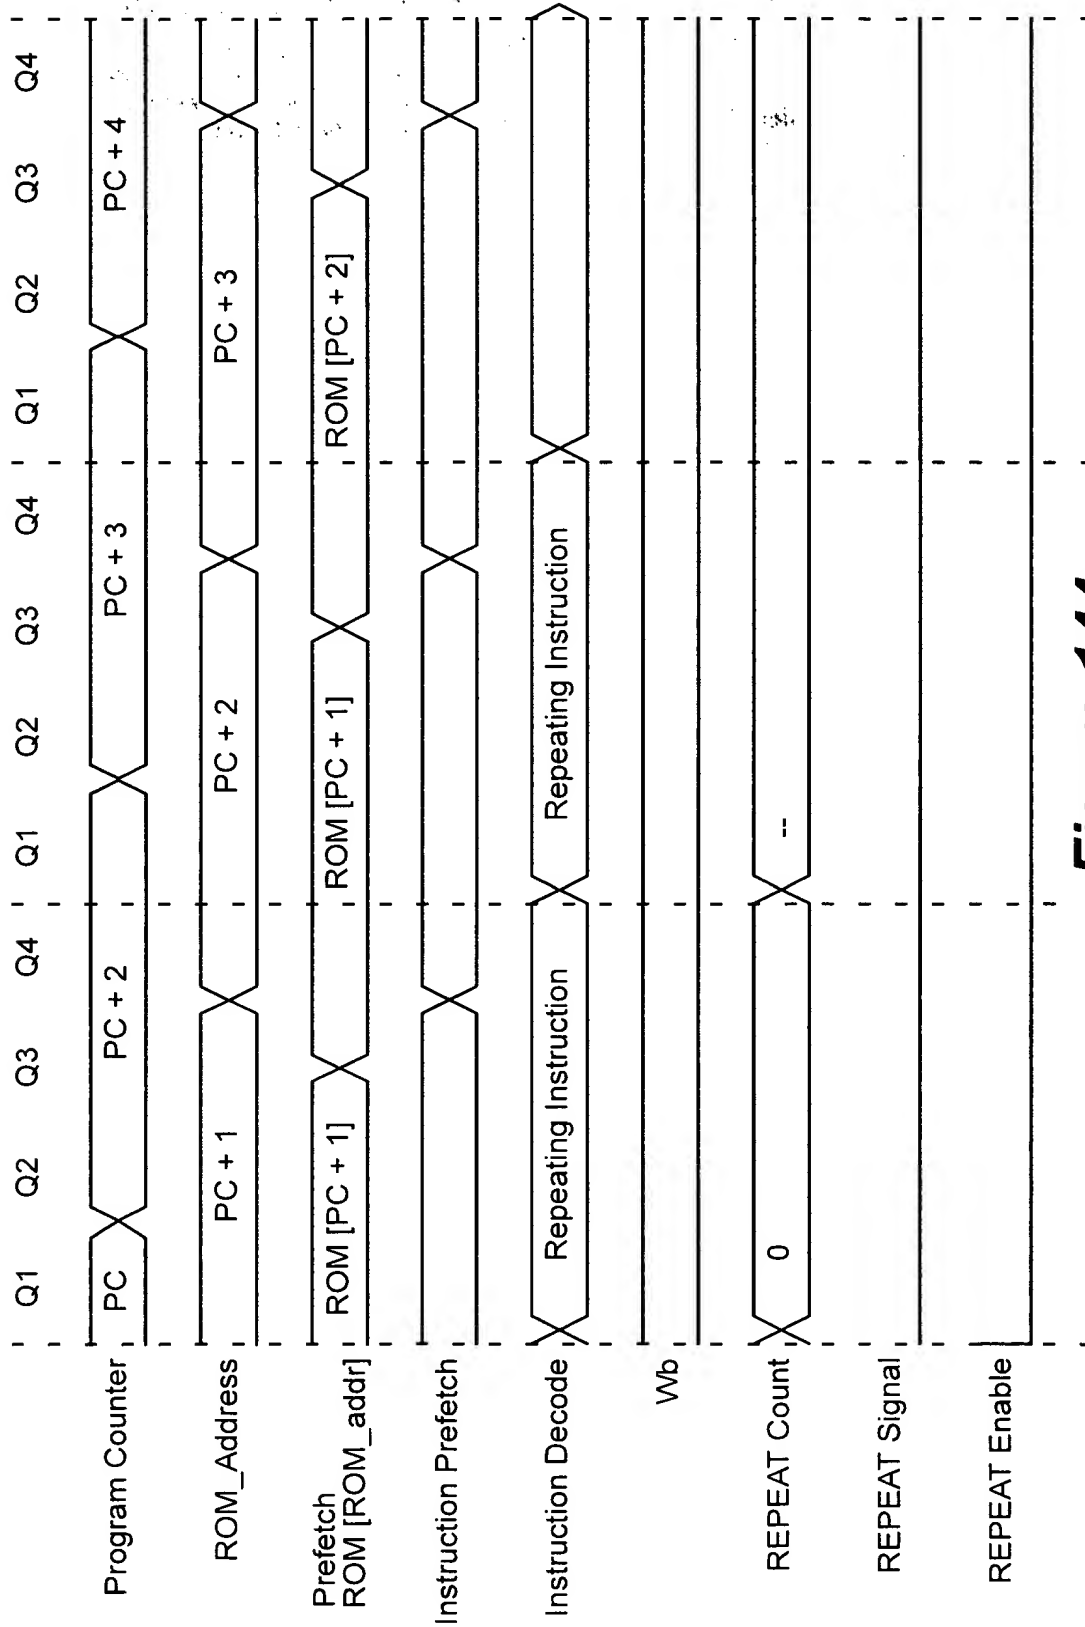 Q1 Q2 Q3 Q4 Q1 Q2 Q3 Q4 Q1 Q2 Q3 Q4
Program Counter PC PC + 2 PC + 3 PC + 4
ROM_Address PC + 1 PC + 2 PC + 3
Prefetch
ROM [ROM_addr] ROM [PC + 1] ROM [PC + 1] ROM [PC + 2]
Instruction Prefetch
Instruction Decode Repeating Instruction Repeating Instruction
Wb
REPEAT Count 0 --
REPEAT Signal
REPEAT Enable